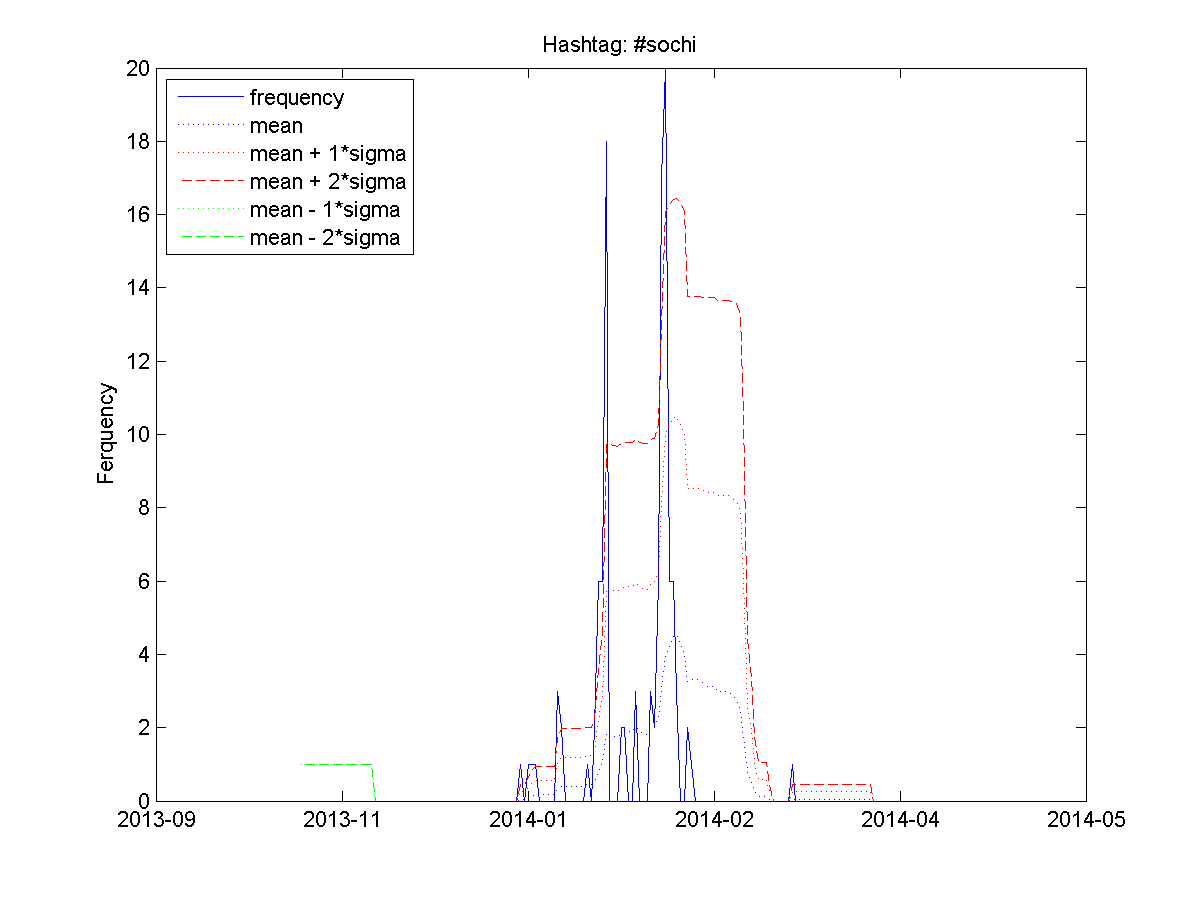 Hashtag: #sochi
20
18
16
14
12
10
8
6
4
2
0
Ferquency
frequency
mean
mean + 1*sigma
mean + 2*sigma
mean - 1*sigma
mean - 2*sigma
2013-09
2013-11
2014-01
2014-02
2014-04
2014-05